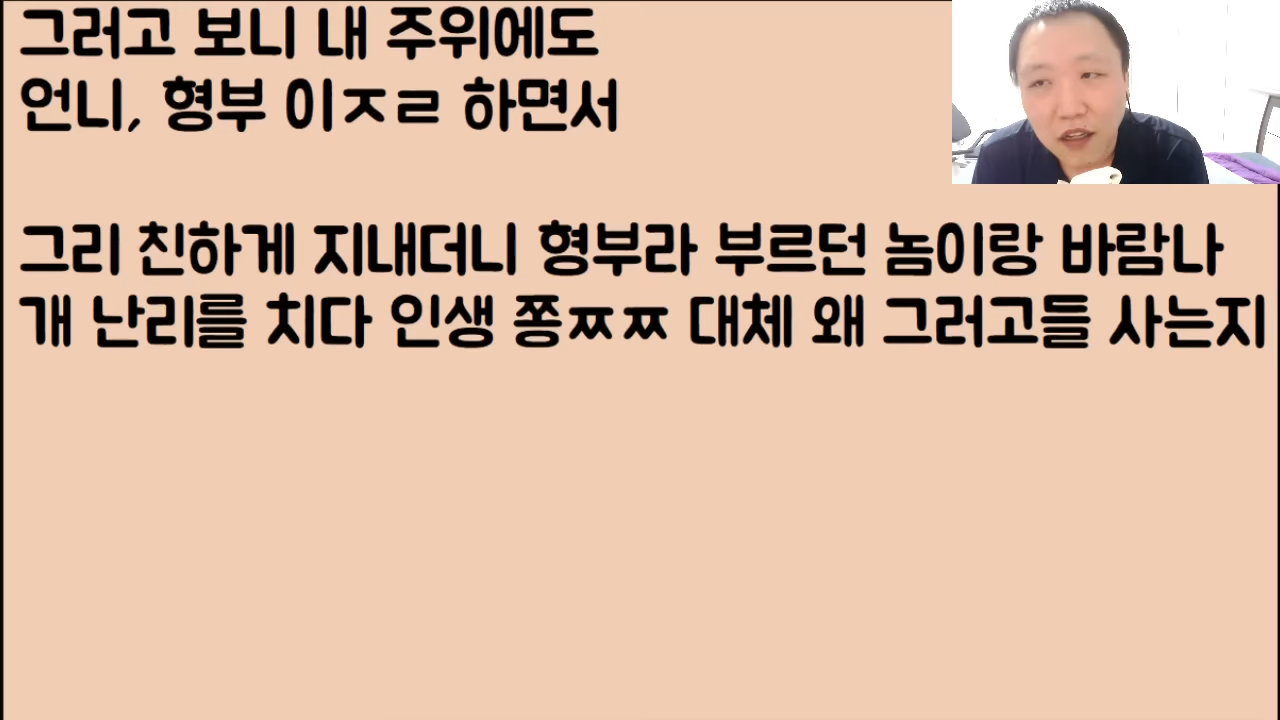 그러고 보니 내 주위에도
언니, 형부 이ㅈㄹ 하면서
그리 친하게 지내더니 형부라 부르던 놈이랑 바람나
개 난리를 치다 인생 쫑ㅉㅉ 대체 왜 그러고들 사는지